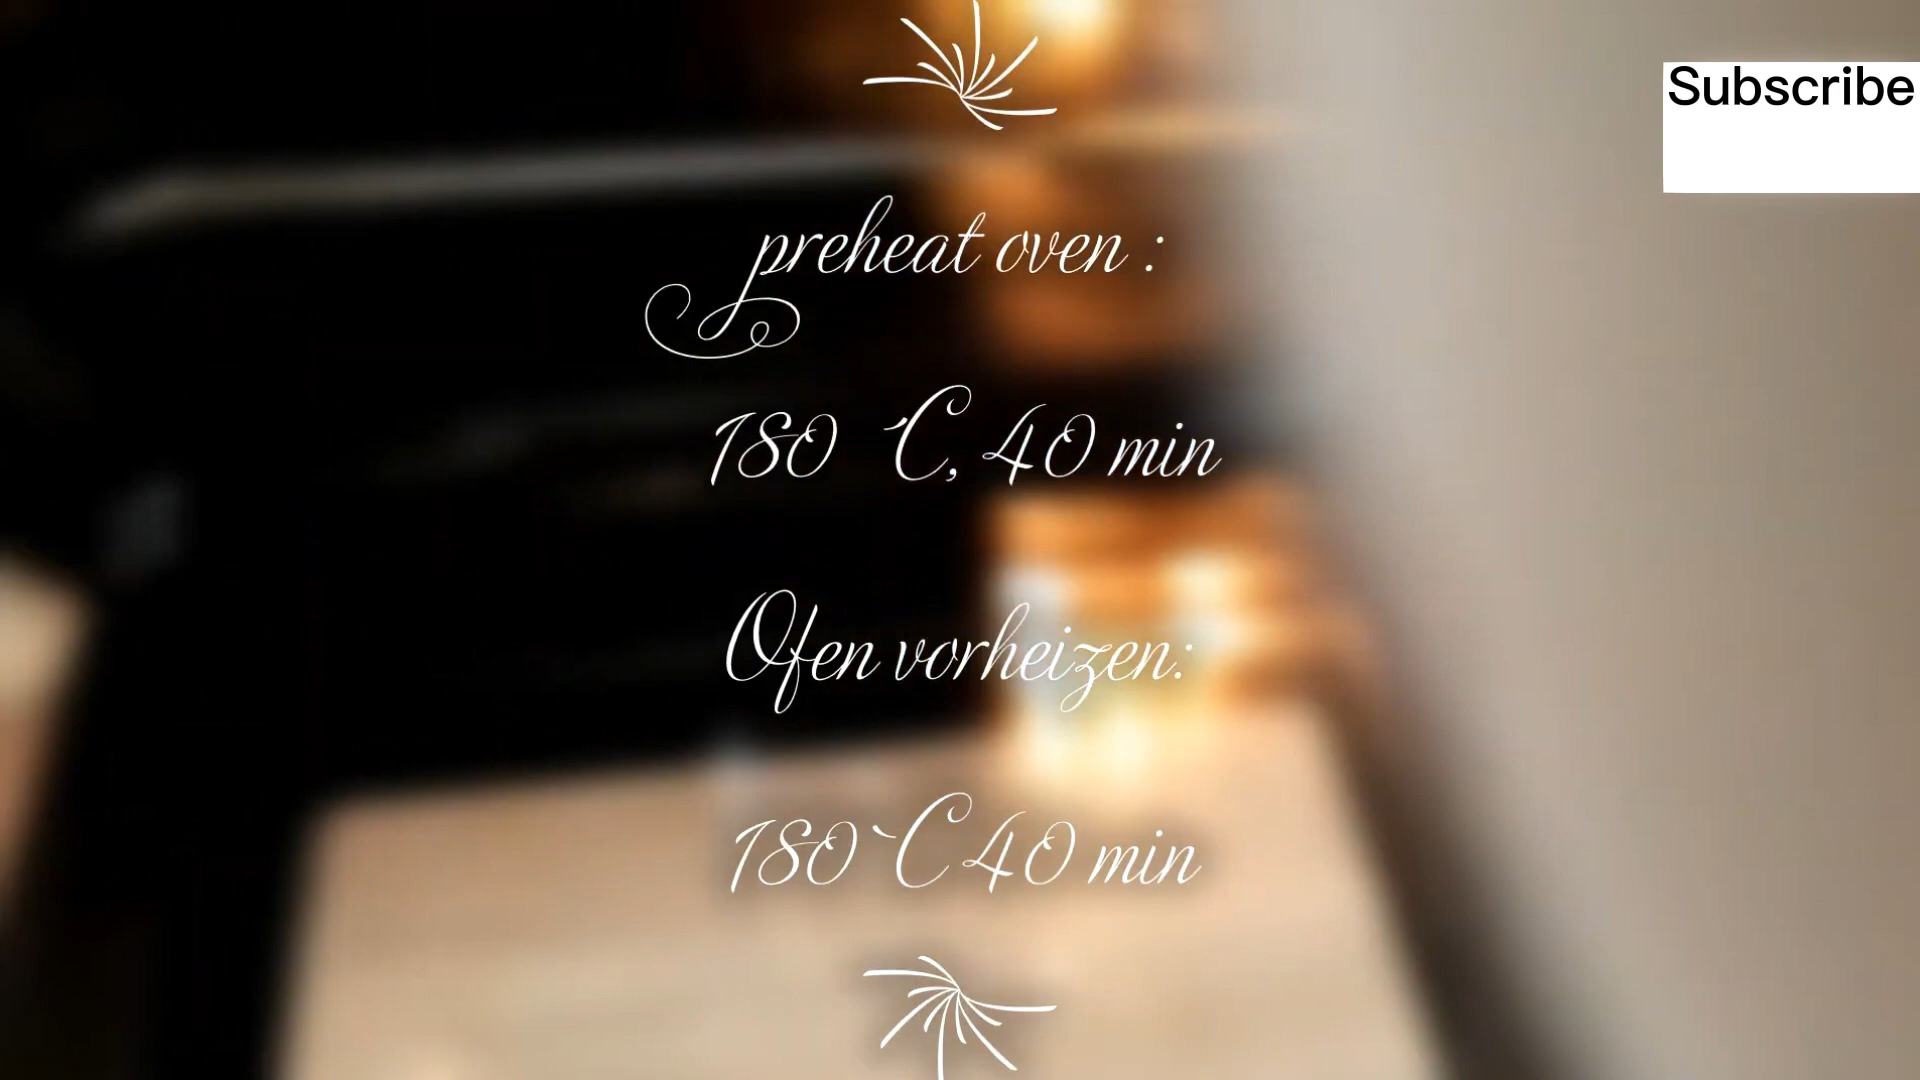 Subscribe
preheat oven :
180 ´C, 40 min
Ofen vorheizen:
180`C 40 min